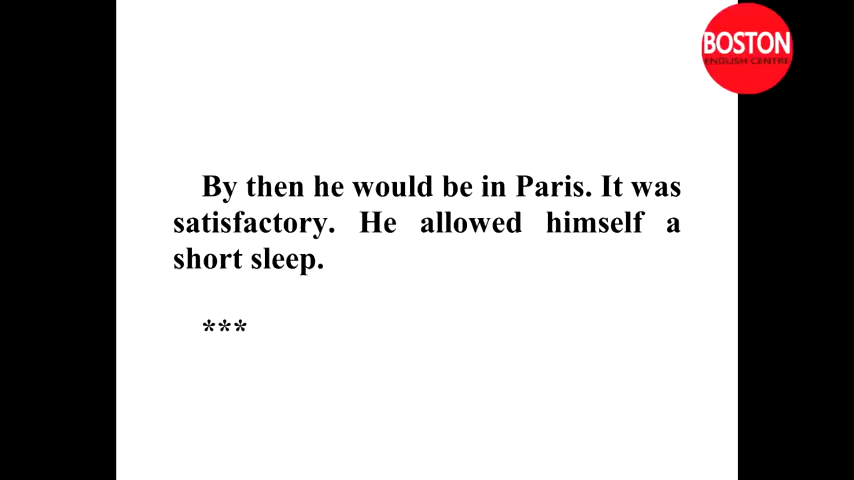 BOSTON
ENGLISH CENTRE
By then he would be in Paris. It was
satisfactory. He allowed himself a
short sleep.
***